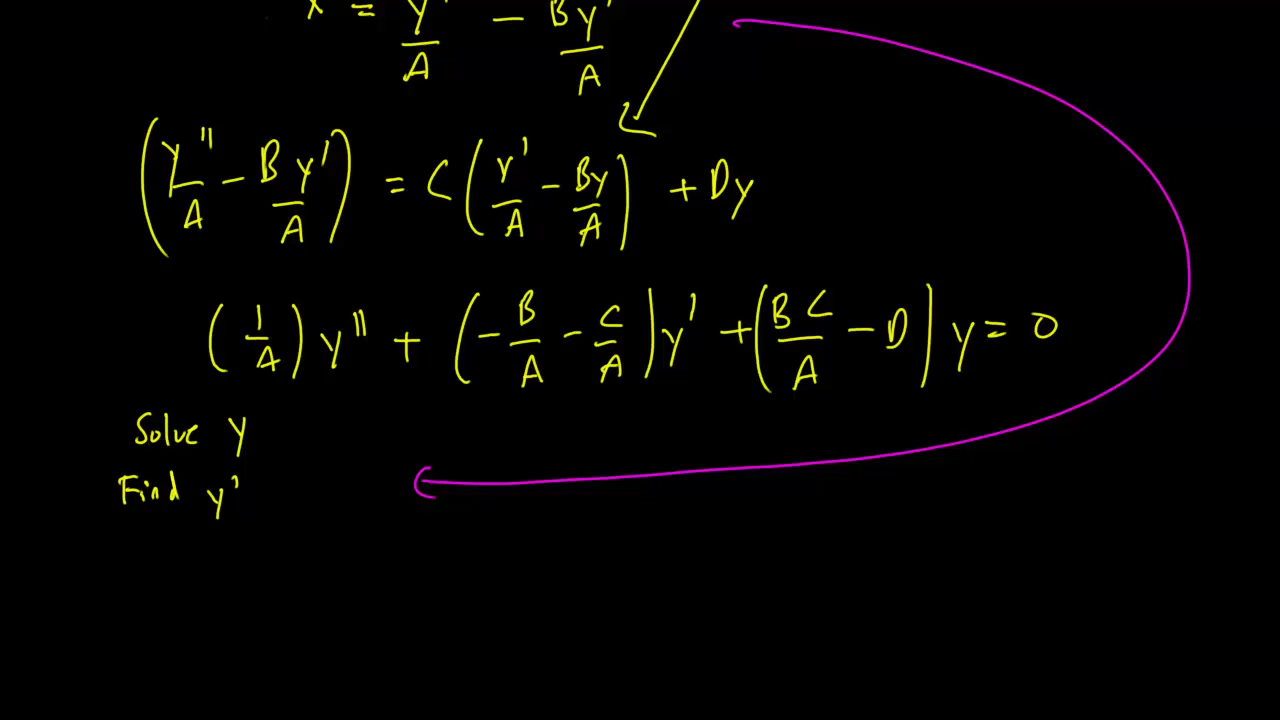 x' = y''/A - By'/A
(y''/A - By'/A) = C(y'/A - By/A) + Dy
(1/A) y'' + (-B/A - C/A) y' + (BC/A - D) y = 0
Solve y
Find y'